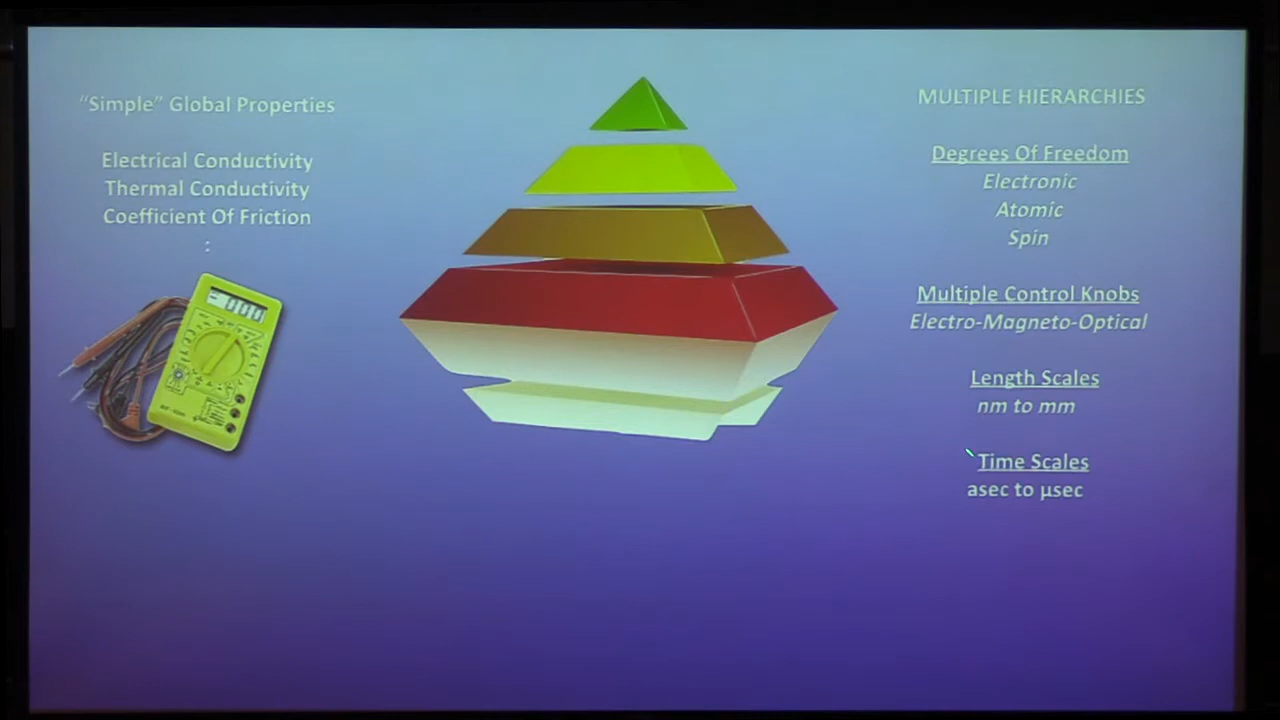 "Simple" Global Properties
Electrical Conductivity
Thermal Conductivity
Coefficient Of Friction
:
MULTIPLE HIERARCHIES
Degrees Of Freedom
Electronic
Atomic
Spin
Multiple Control Knobs
Electro-Magneto-Optical
Length Scales
nm to mm
Time Scales
asec to µsec